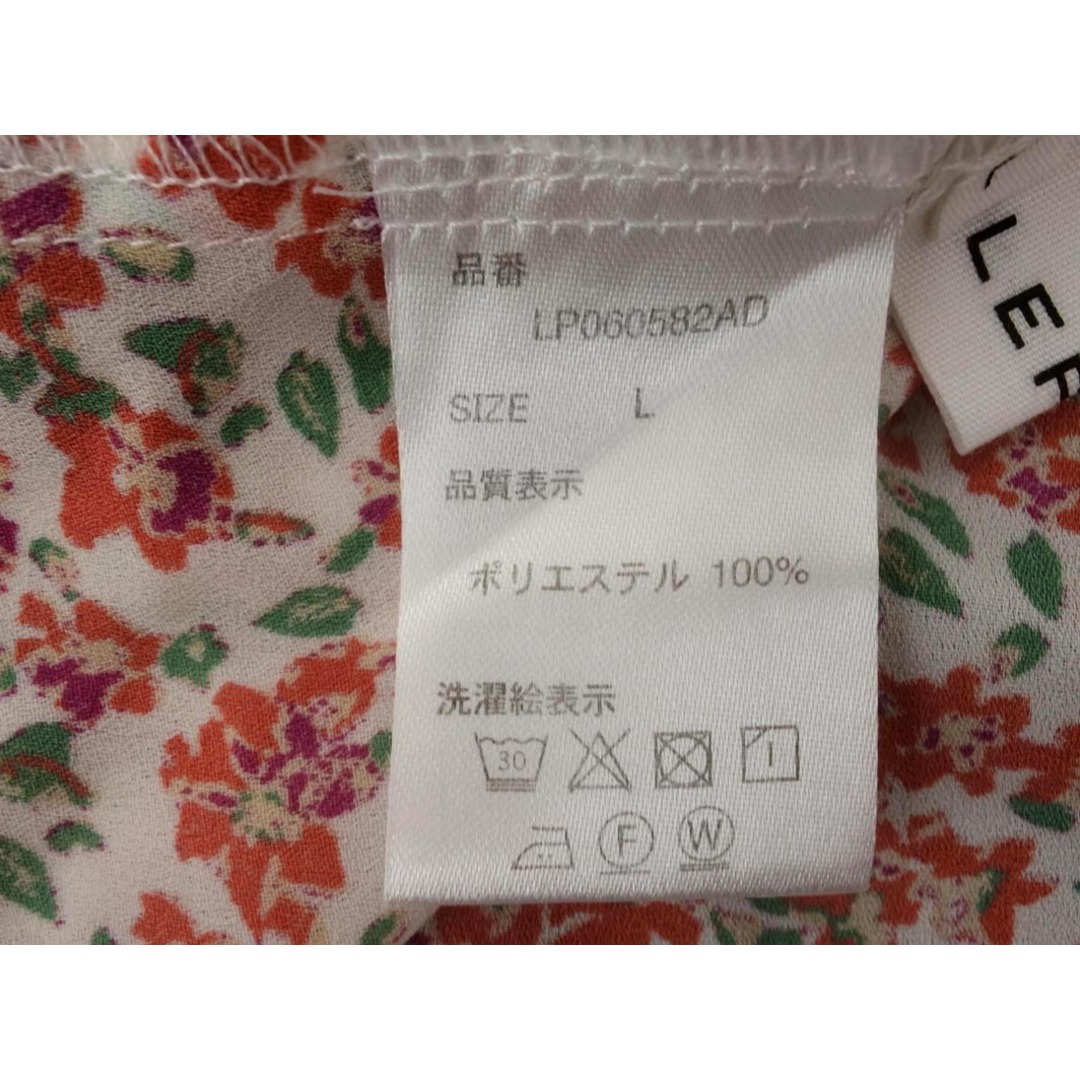 品番
LP060582AD
SIZE L
品質表示
ポリエステル 100%
洗濯絵表示
30
F W
LER